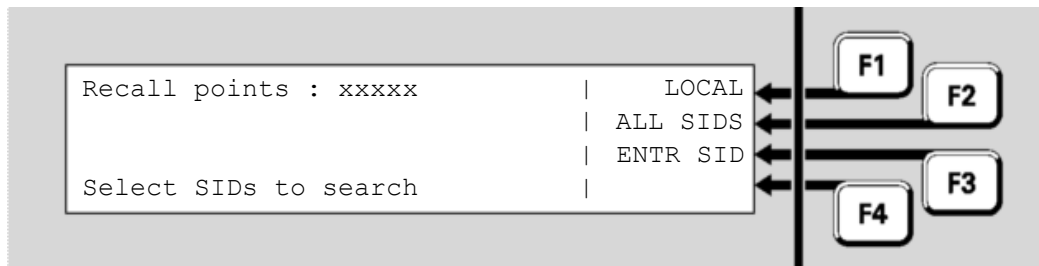 Recall points : xxxxx | LOCAL
| ALL SIDS
| ENTR SID
Select SIDs to search |
F1
F2
F3
F4